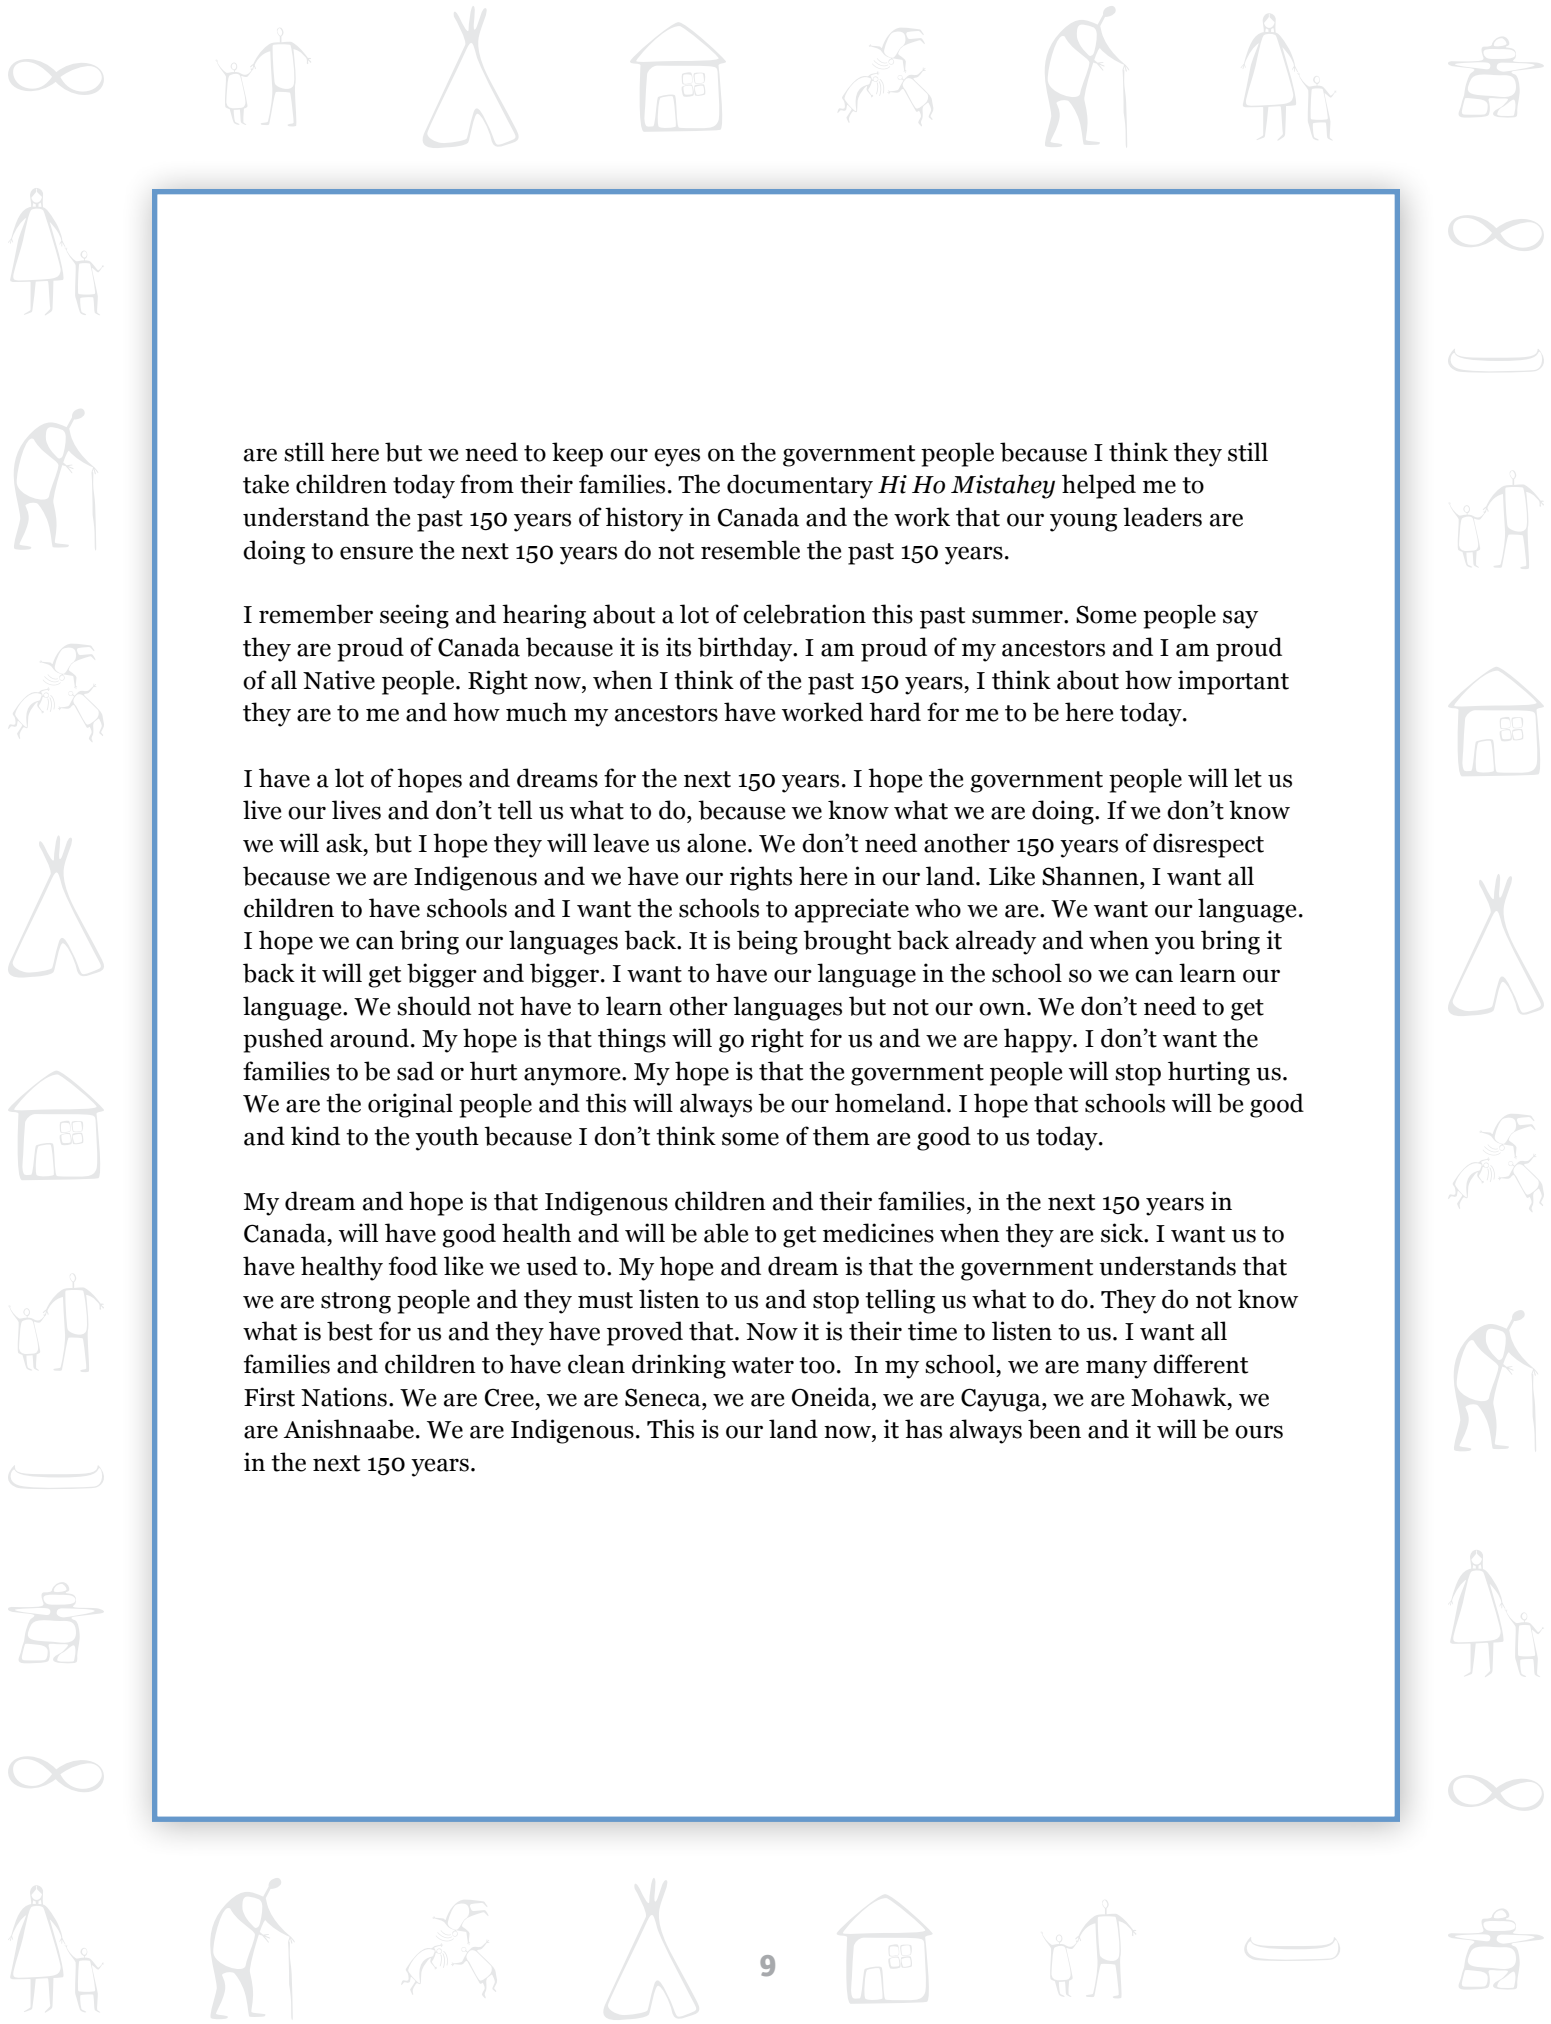 are still here but we need to keep our eyes on the government people because I think they still
take children today from their families. The documentary Hi Ho Mistahey helped me to
understand the past 150 years of history in Canada and the work that our young leaders are
doing to ensure the next 150 years do not resemble the past 150 years.
I remember seeing and hearing about a lot of celebration this past summer. Some people say
they are proud of Canada because it is its birthday. I am proud of my ancestors and I am proud
of all Native people. Right now, when I think of the past 150 years, I think about how important
they are to me and how much my ancestors have worked hard for me to be here today.
I have a lot of hopes and dreams for the next 150 years. I hope the government people will let us
live our lives and don’t tell us what to do, because we know what we are doing. If we don’t know
we will ask, but I hope they will leave us alone. We don’t need another 150 years of disrespect
because we are Indigenous and we have our rights here in our land. Like Shannen, I want all
children to have schools and I want the schools to appreciate who we are. We want our language.
I hope we can bring our languages back. It is being brought back already and when you bring it
back it will get bigger and bigger. I want to have our language in the school so we can learn our
language. We should not have to learn other languages but not our own. We don’t need to get
pushed around. My hope is that things will go right for us and we are happy. I don’t want the
families to be sad or hurt anymore. My hope is that the government people will stop hurting us.
We are the original people and this will always be our homeland. I hope that schools will be good
and kind to the youth because I don’t think some of them are good to us today.
My dream and hope is that Indigenous children and their families, in the next 150 years in
Canada, will have good health and will be able to get medicines when they are sick. I want us to
have healthy food like we used to. My hope and dream is that the government understands that
we are strong people and they must listen to us and stop telling us what to do. They do not know
what is best for us and they have proved that. Now it is their time to listen to us. I want all
families and children to have clean drinking water too.  In my school, we are many different
First Nations. We are Cree, we are Seneca, we are Oneida, we are Cayuga, we are Mohawk, we
are Anishnaabe. We are Indigenous. This is our land now, it has always been and it will be ours
in the next 150 years.
9